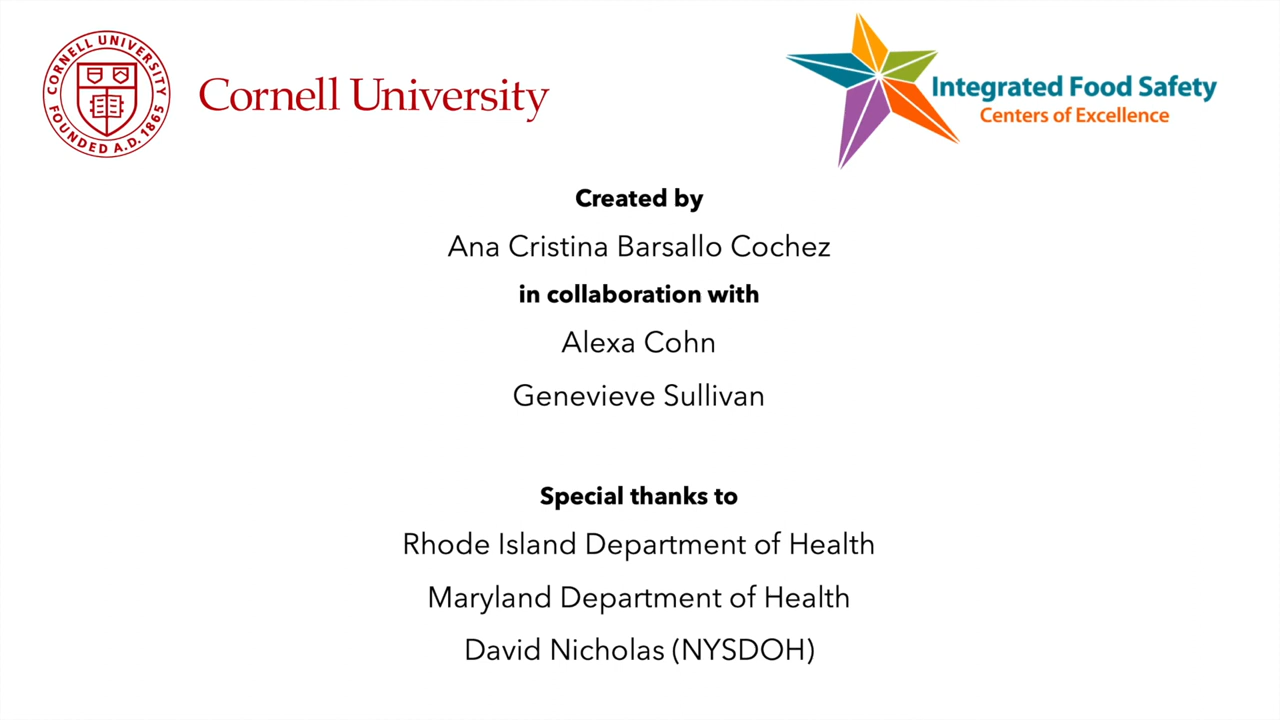 CORNELL UNIVERSITY
FOUNDED A.D. 1865
Cornell University
Integrated Food Safety
Centers of Excellence
Created by
Ana Cristina Barsallo Cochez
in collaboration with
Alexa Cohn
Genevieve Sullivan
Special thanks to
Rhode Island Department of Health
Maryland Department of Health
David Nicholas (NYSDOH)